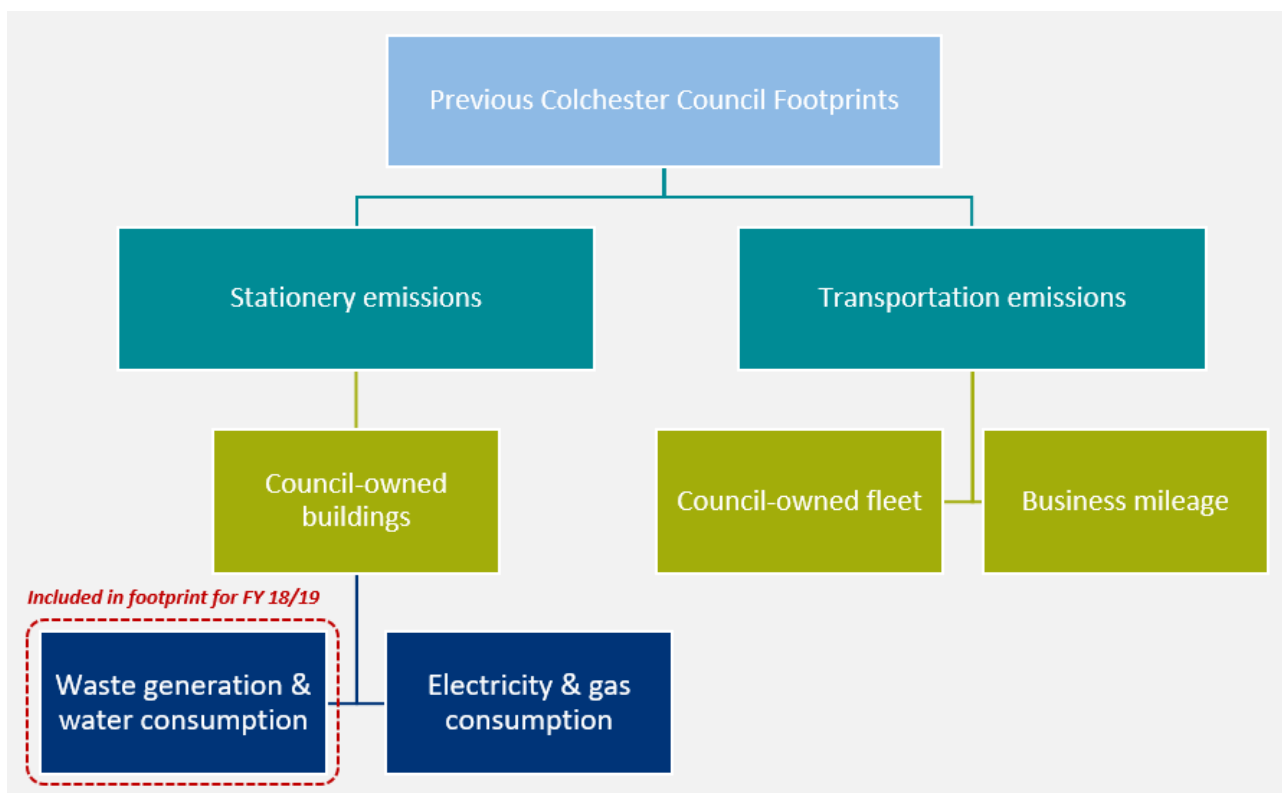 Previous Colchester Council Footprints
Stationery emissions
Transportation emissions
Council-owned
buildings
Council-owned fleet
Business mileage
Included in footprint for FY 18/19
Waste generation &
water consumption
Electricity & gas
consumption